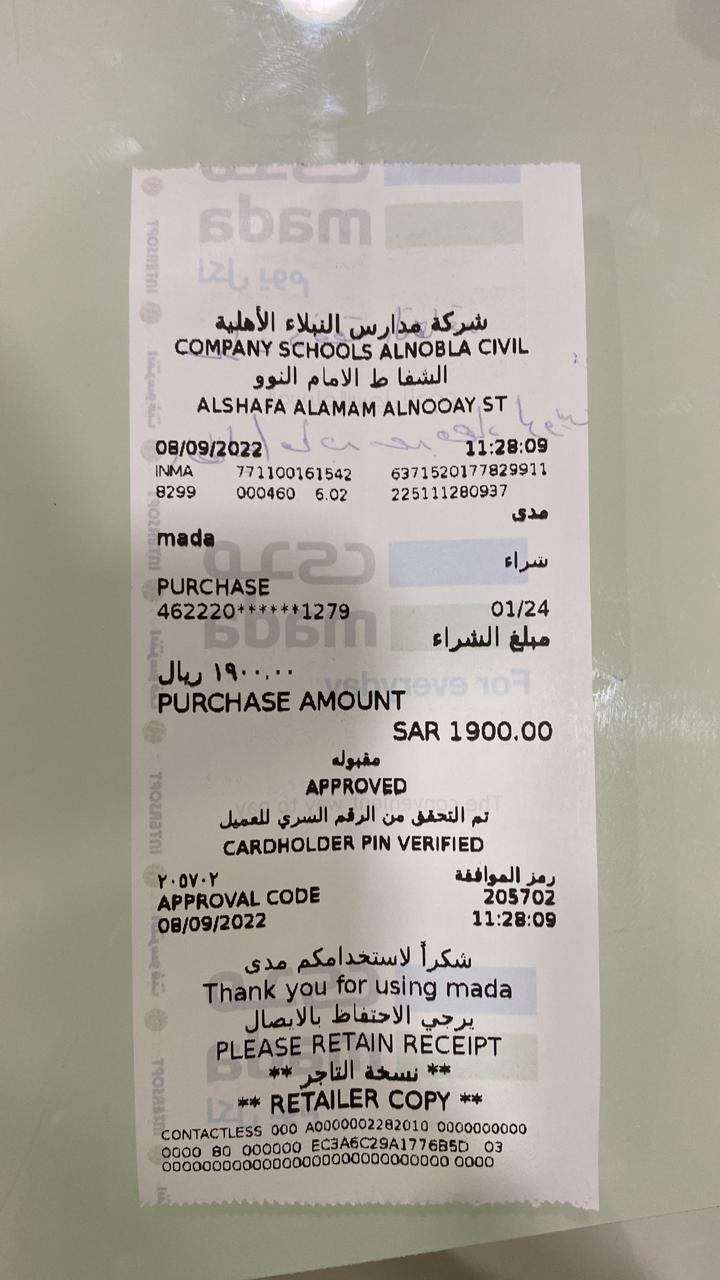 شركة مدارس النبلاء الأهلية
COMPANY SCHOOLS ALNOBLA CIVIL
الشفا ط الامام النوو
ALSHAFA ALAMAM ALNOOAY ST
08/09/2022 11:28:09
INMA 771100161542 6371520177829911
8299 000460 6.02 225111280937
مدى
mada
شراء
PURCHASE
462220******1279 01/24
مبلغ الشراء
١٩٠٠.٠٠ ريال
PURCHASE AMOUNT
SAR 1900.00
مقبوله
APPROVED
تم التحقق من الرقم السري للعميل
CARDHOLDER PIN VERIFIED
٢٠٥٧٠٢ رمز الموافقة
APPROVAL CODE 205702
08/09/2022 11:28:09
شكراً لاستخدامكم مدى
Thank you for using mada
يرجي الاحتفاظ بالايصال
PLEASE RETAIN RECEIPT
** نسخة التاجر **
** RETAILER COPY **
CONTACTLESS 000 A0000002282010 0000000000
0000 80 000000 EC3A6C29A1776B5D 03